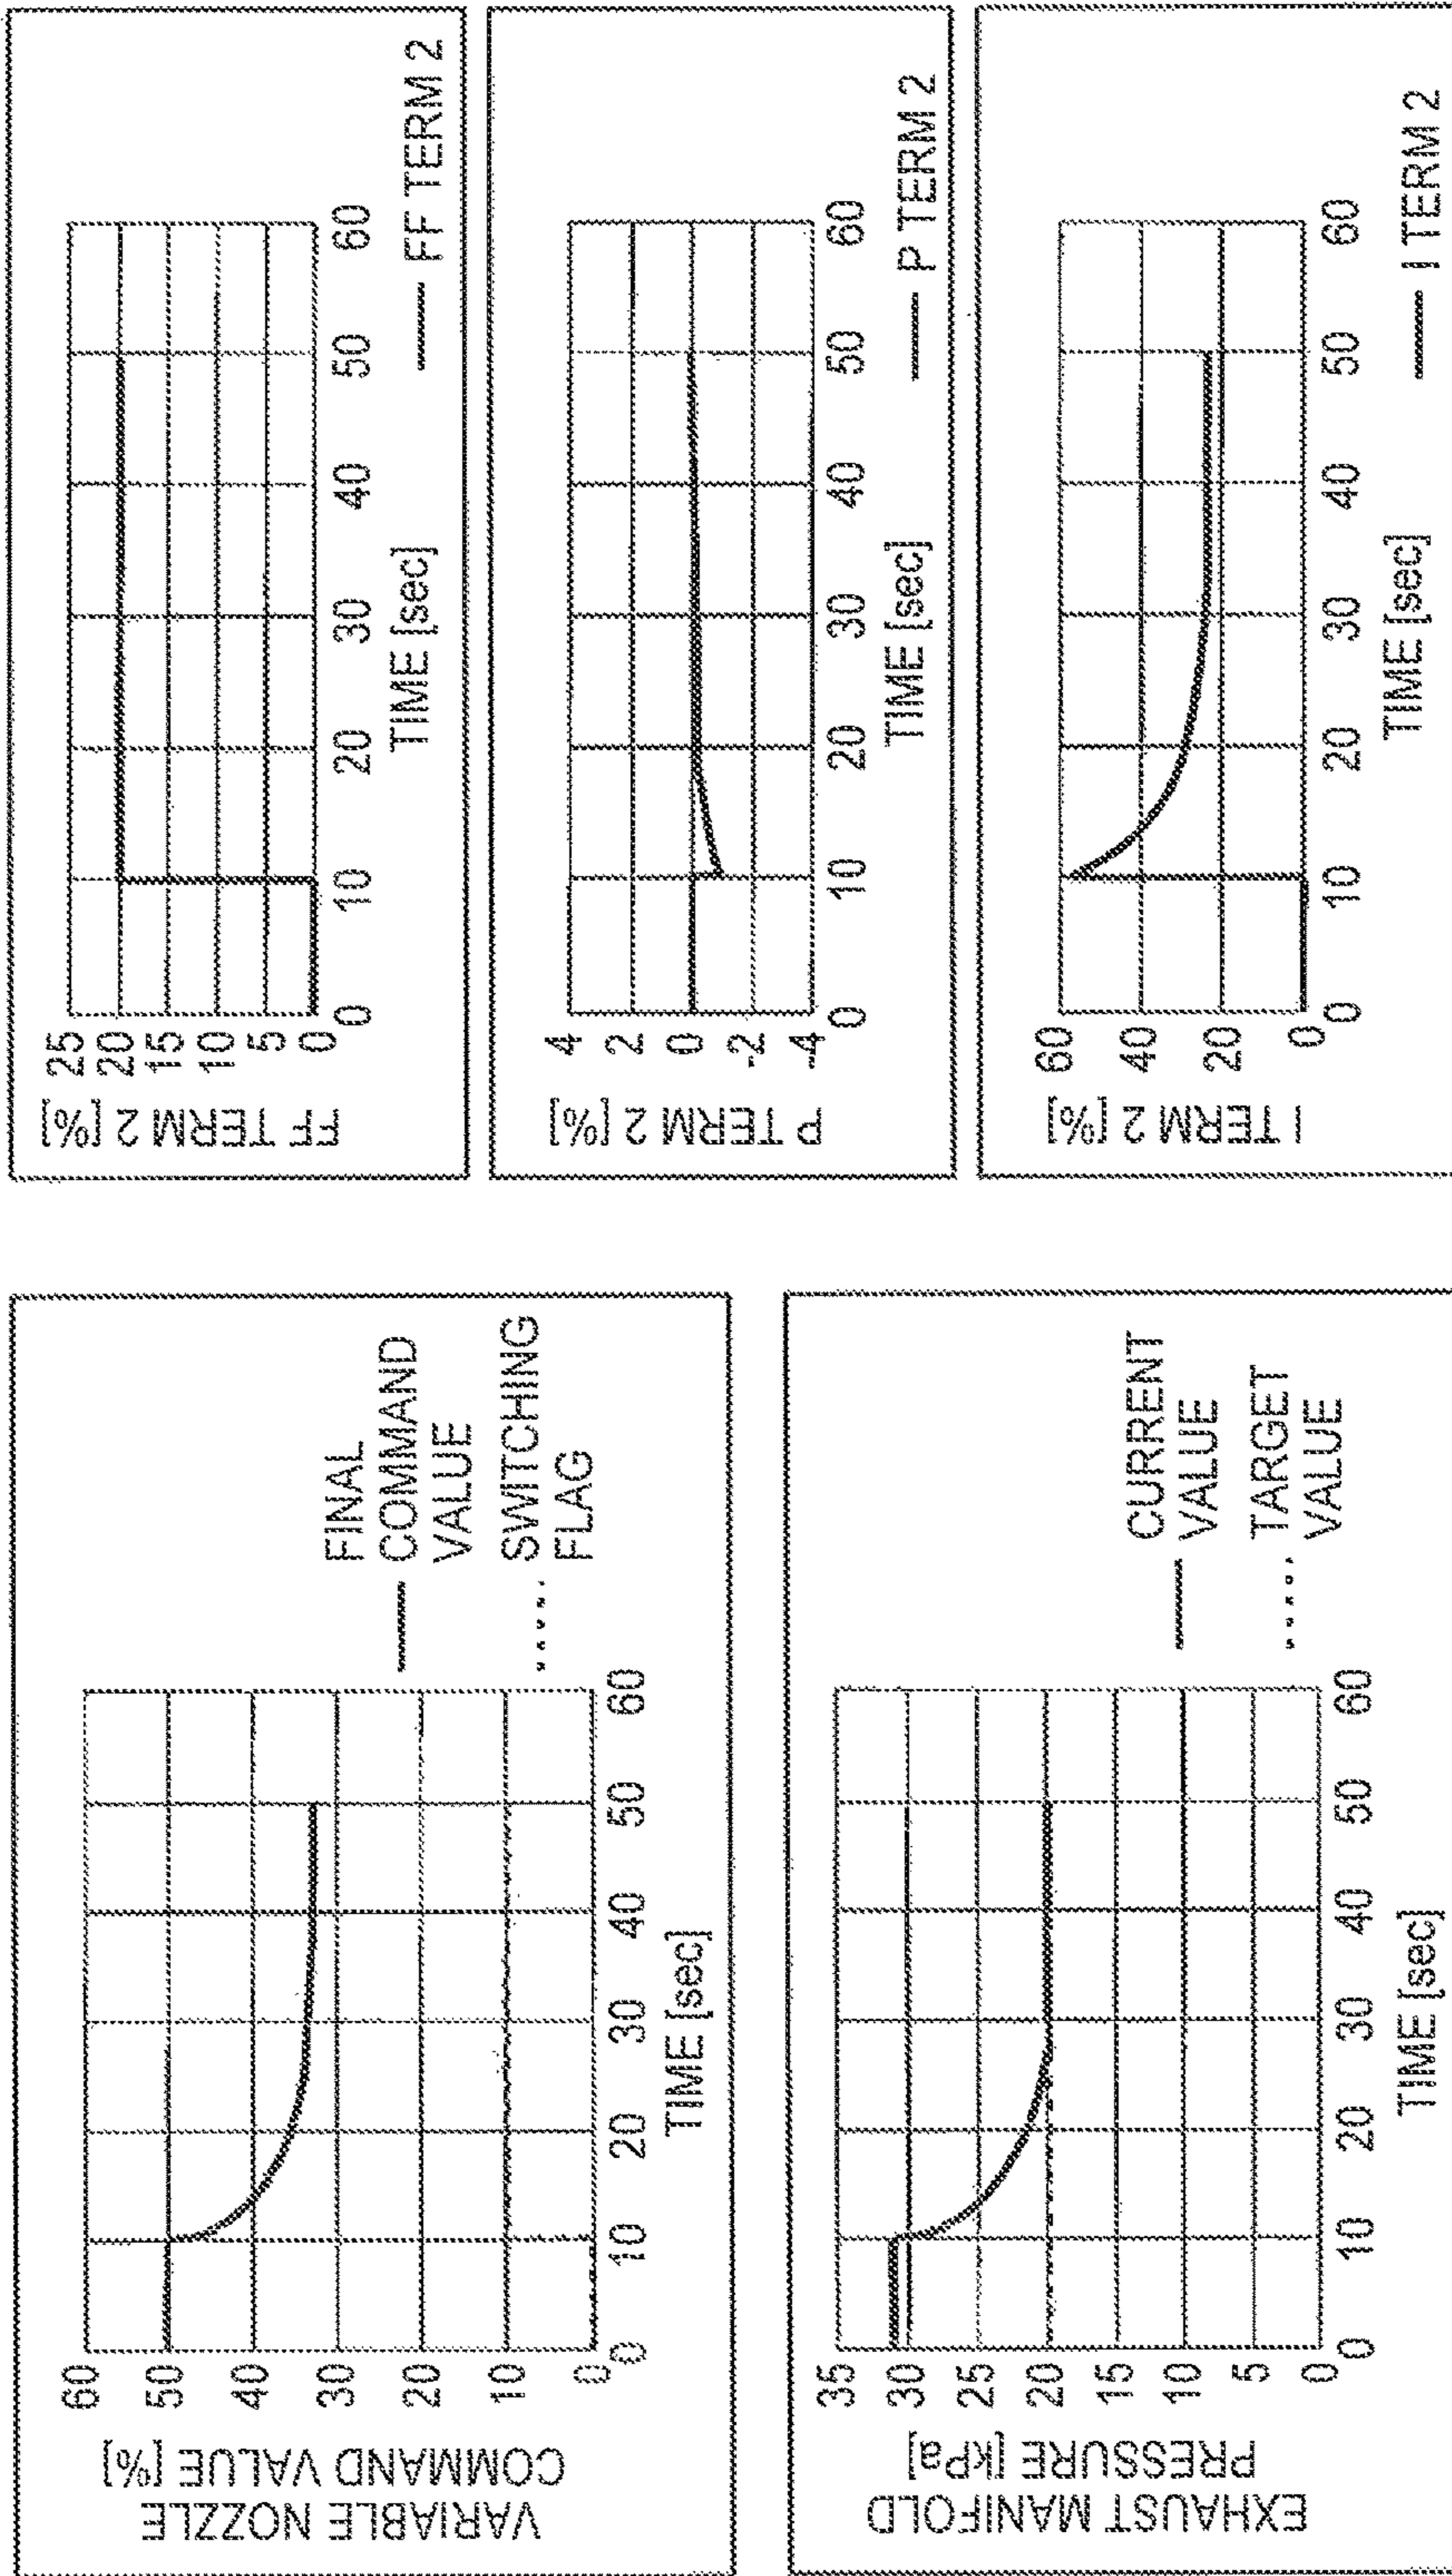 VARIABLE NOZZLE
COMMAND VALUE [%]
60
50
40
30
20
10
0
0 10 20 30 40 50 60
TIME [sec]
FINAL
COMMAND
VALUE
SWITCHING
FLAG
EXHAUST MANIFOLD
PRESSURE [kPa]
35
30
25
20
15
10
5
0
0 10 20 30 40 50 60
TIME [sec]
CURRENT
VALUE
TARGET
VALUE
FF TERM 2 [%]
25
20
15
10
5
0
0 10 20 30 40 50 60
TIME [sec]
FF TERM 2
P TERM 2 [%]
4
2
0
-2
-4
0 10 20 30 40 50 60
TIME [sec]
P TERM 2
I TERM 2 [%]
60
40
20
0
0 10 20 30 40 50 60
TIME [sec]
I TERM 2